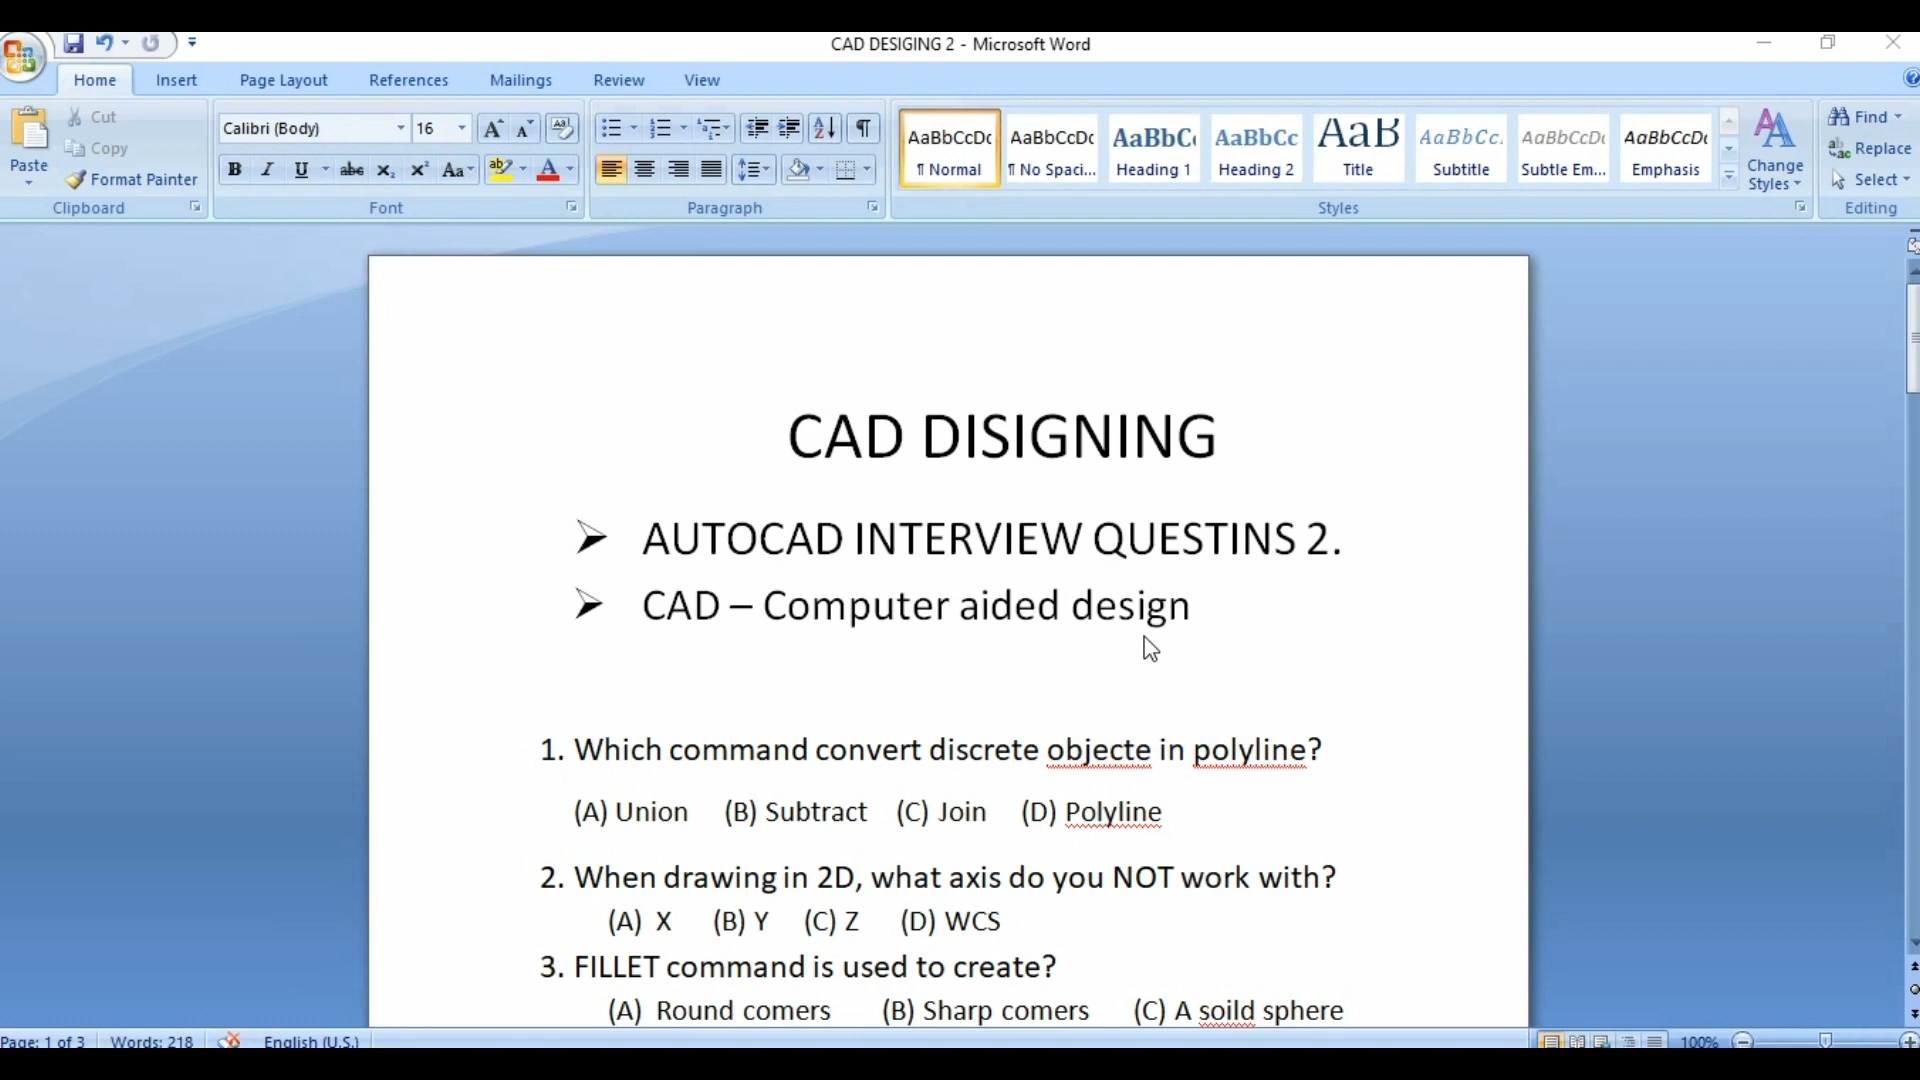 CAD DESIGING 2 - Microsoft Word
Home Insert Page Layout References Mailings Review View
Paste Cut Copy Format Painter Clipboard
Calibri (Body) 16 Font
Paragraph
AaBbCcDc AaBbCcDc AaBbC AaBbCc AaB AaBbCc. AaBbCcDc AaBbCcDc
¶ Normal ¶ No Spaci... Heading 1 Heading 2 Title Subtitle Subtle Em... Emphasis
Styles
Change Styles
Find Replace Select Editing
CAD DISIGNING
➢ AUTOCAD INTERVIEW QUESTINS 2.
➢ CAD – Computer aided design
1. Which command convert discrete objecte in polyline?
(A) Union (B) Subtract (C) Join (D) Polyline
2. When drawing in 2D, what axis do you NOT work with?
(A) X (B) Y (C) Z (D) WCS
3. FILLET command is used to create?
(A) Round comers (B) Sharp comers (C) A soild sphere
Page: 1 of 3 Words: 218 English (U.S.) 100%